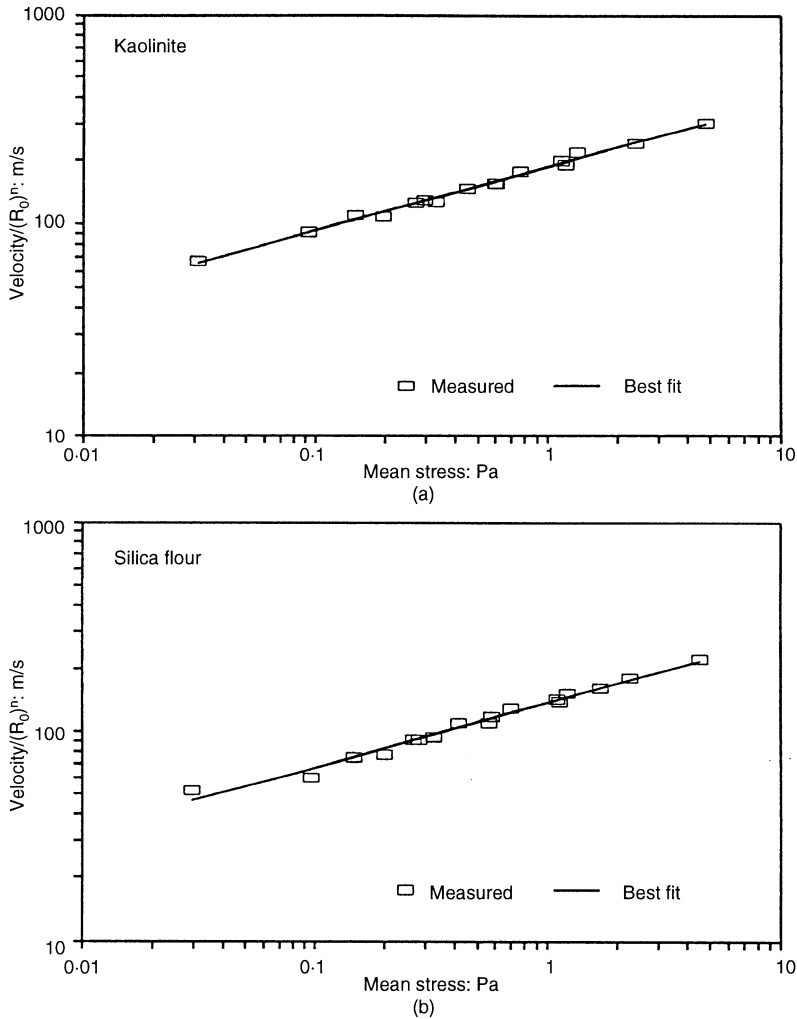 1000
Kaolinite
100
Velocity/(R₀)ⁿ: m/s
Measured
Best fit
10
0·01
0·1
1
10
Mean stress: Pa
(a)
1000
Silica flour
100
Velocity/(R₀)ⁿ: m/s
Measured
Best fit
10
0·01
0·1
1
10
Mean stress: Pa
(b)